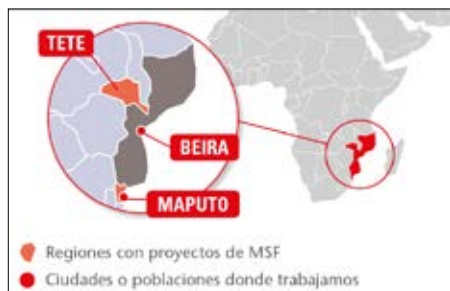 TETE
BEIRA
MAPUTO
Regiones con proyectos de MSF
Ciudades o poblaciones donde trabajamos